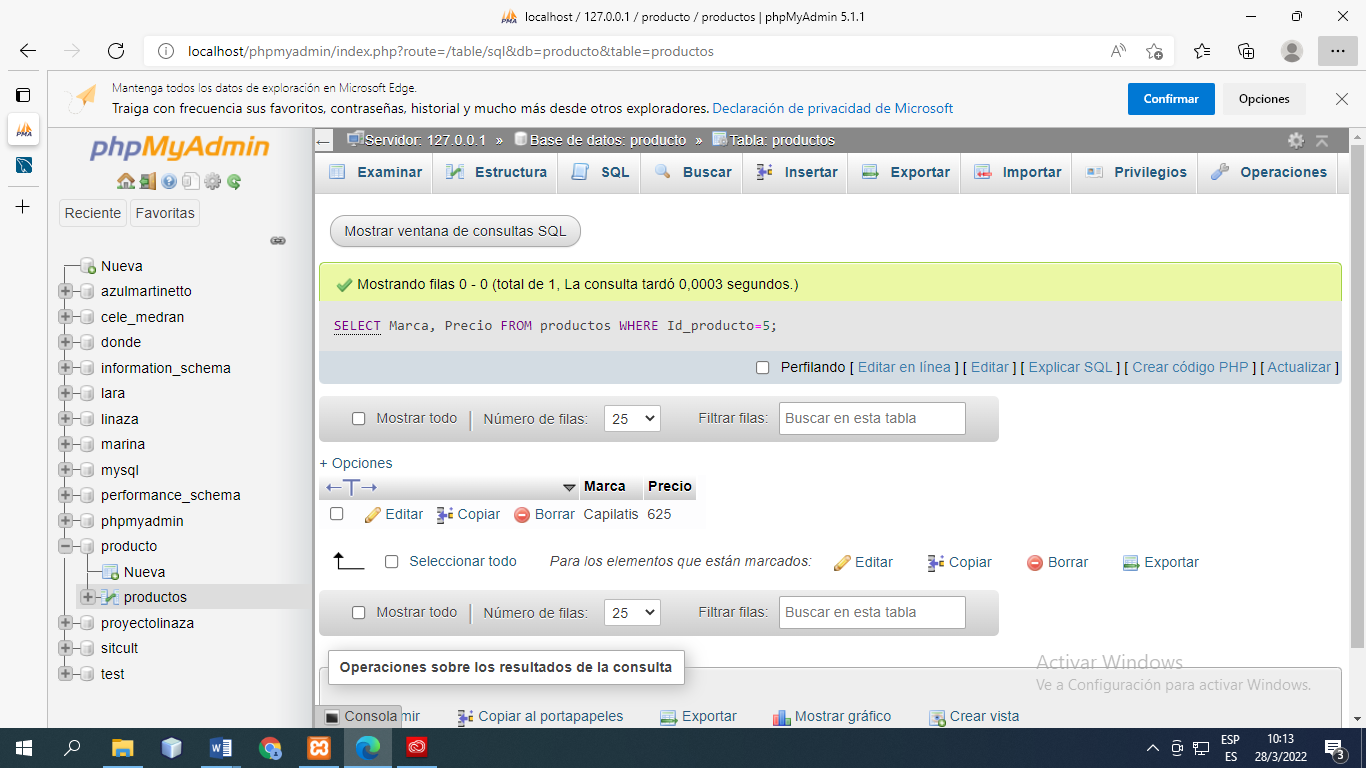 localhost / 127.0.0.1 / producto / productos | phpMyAdmin 5.1.1
localhost/phpmyadmin/index.php?route=/table/sql&db=producto&table=productos
Mantenga todos los datos de exploración en Microsoft Edge.
Traiga con frecuencia sus favoritos, contraseñas, historial y mucho más desde otros exploradores. Declaración de privacidad de Microsoft
Confirmar
Opciones
phpMyAdmin
Reciente
Favoritas
Nueva
azulmartinetto
cele_medran
donde
information_schema
lara
linaza
marina
mysql
performance_schema
phpmyadmin
producto
Nueva
productos
proyectolinaza
sitcult
test
Servidor: 127.0.0.1 » Base de datos: producto » Tabla: productos
Examinar Estructura SQL Buscar Insertar Exportar Importar Privilegios Operaciones
Mostrar ventana de consultas SQL
Mostrando filas 0 - 0 (total de 1, La consulta tardó 0,0003 segundos.)
SELECT Marca, Precio FROM productos WHERE Id_producto=5;
Perfilando [ Editar en línea ] [ Editar ] [ Explicar SQL ] [ Crear código PHP ] [ Actualizar ]
Mostrar todo | Número de filas: 25 Filtrar filas: Buscar en esta tabla
+ Opciones
←T→ Marca Precio
Editar Copiar Borrar Capilatis 625
Seleccionar todo Para los elementos que están marcados: Editar Copiar Borrar Exportar
Mostrar todo | Número de filas: 25 Filtrar filas: Buscar en esta tabla
Operaciones sobre los resultados de la consulta
Consola mir Copiar al portapapeles Exportar Mostrar gráfico Crear vista
Activar Windows
Ve a Configuración para activar Windows.
ESP
ES
10:13
28/3/2022
3